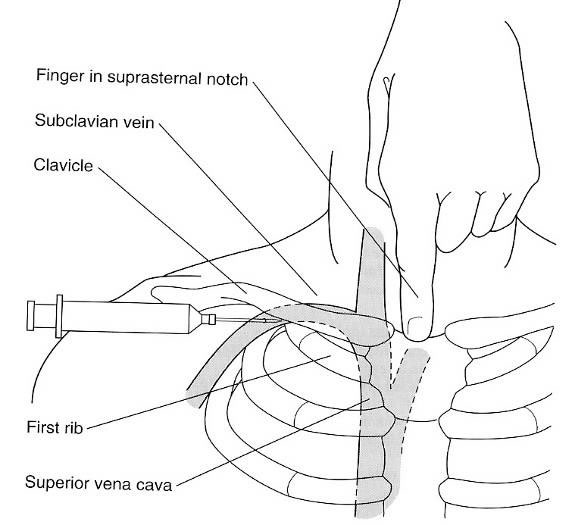 Finger in suprasternal notch
Subclavian vein
Clavicle
First rib
Superior vena cava